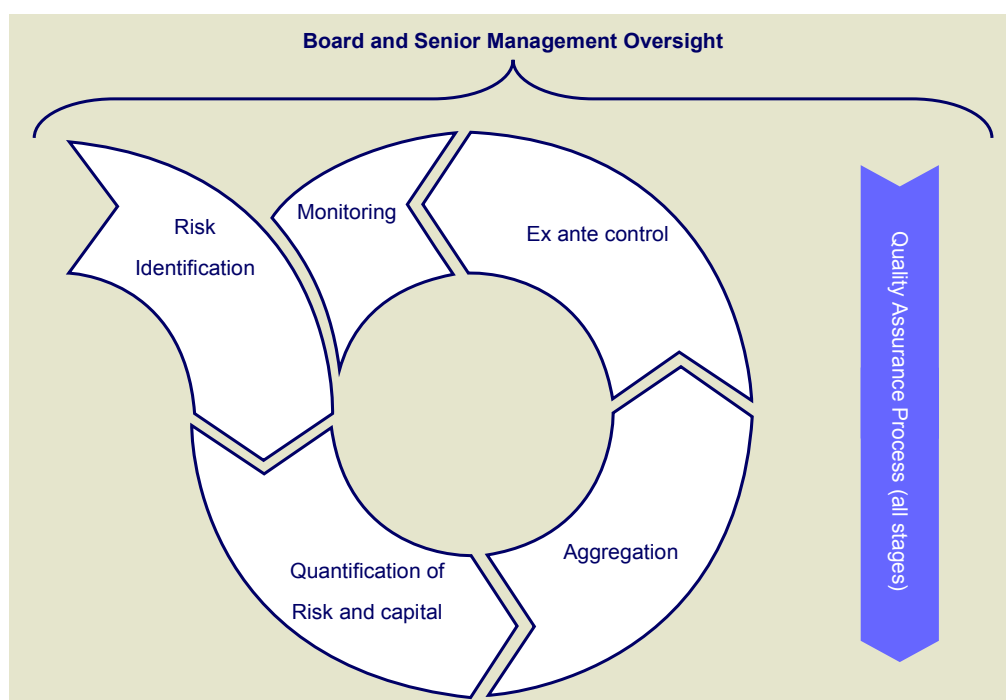 Board and Senior Management Oversight
Risk
Identification
Monitoring
Ex ante control
Quality Assurance Process (all stages)
Aggregation
Quantification of
Risk and capital